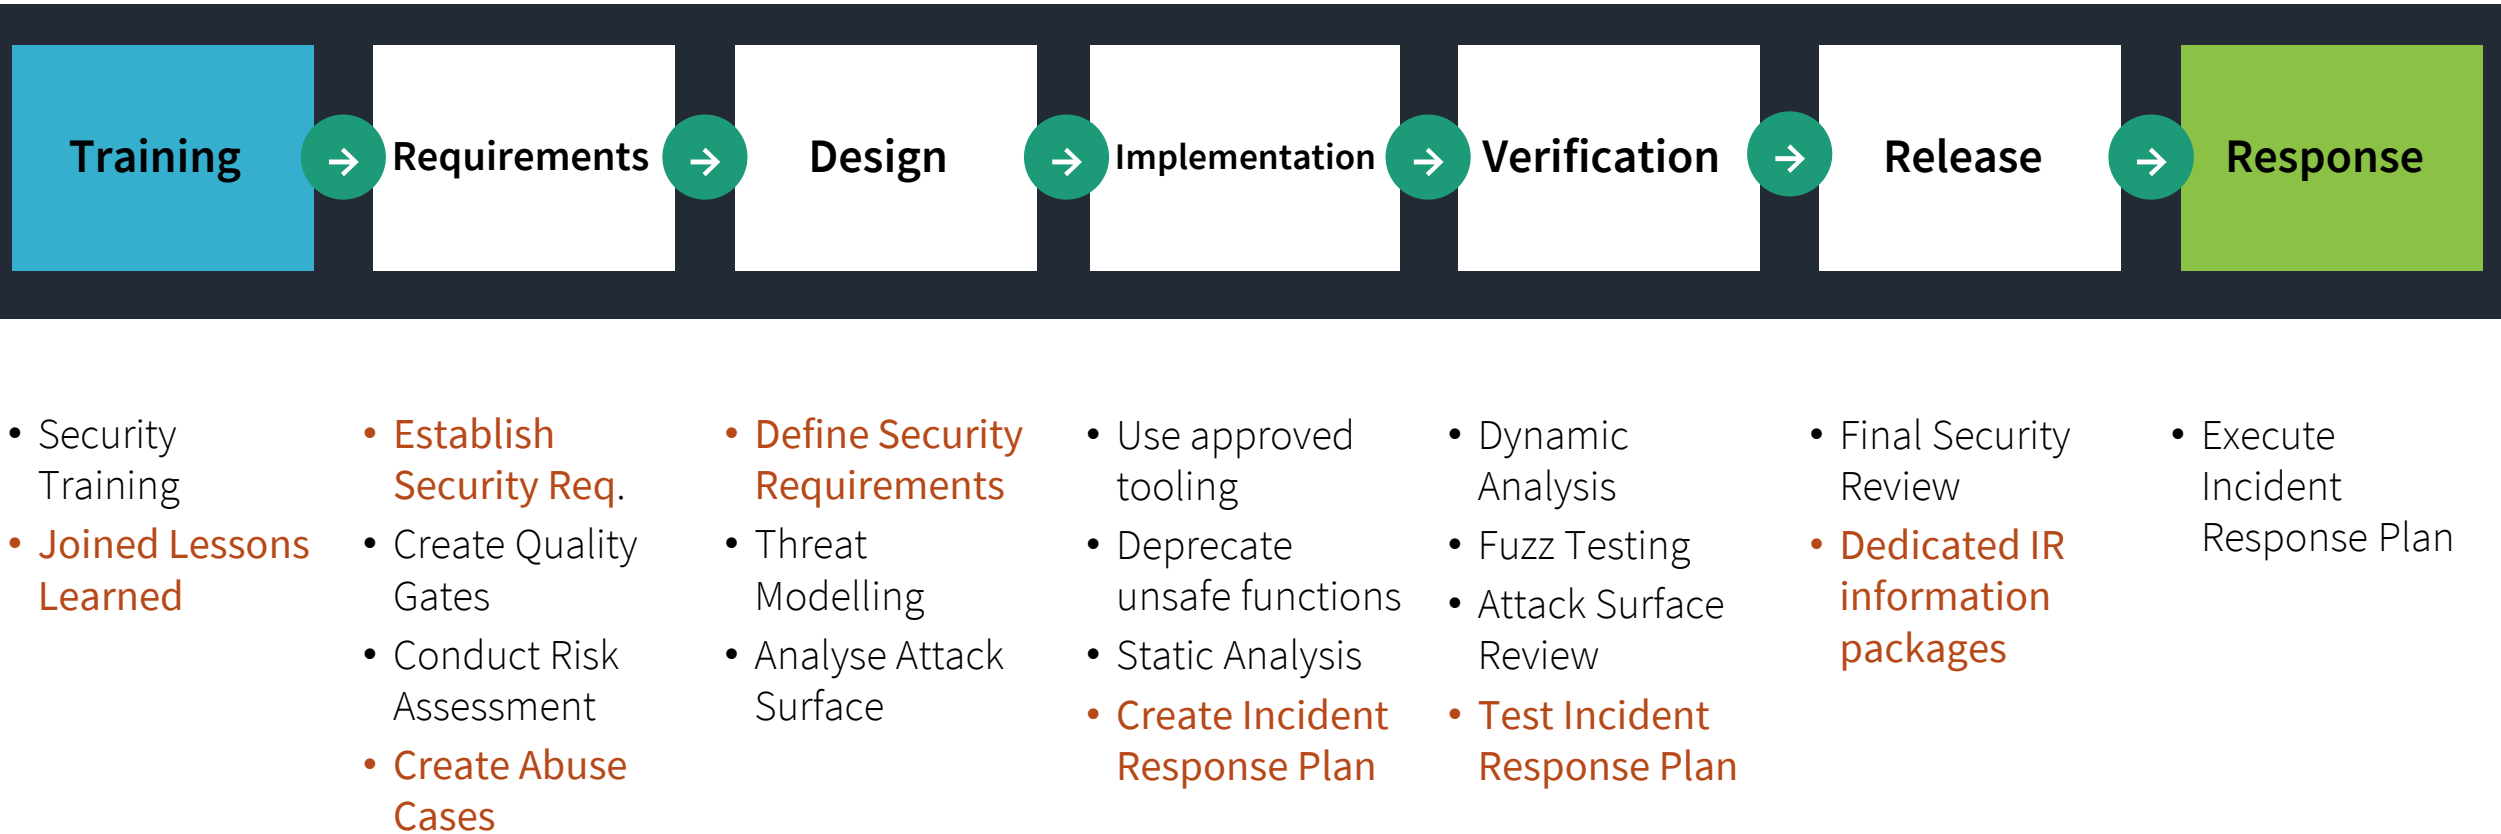 Training
Requirements
Design
Implementation
Verification
Release
Response
• Security
Training
• Joined Lessons
Learned
• Establish
Security Req.
• Create Quality
Gates
• Conduct Risk
Assessment
• Create Abuse
Cases
• Define Security
Requirements
• Threat
Modelling
• Analyse Attack
Surface
• Use approved
tooling
• Deprecate
unsafe functions
• Static Analysis
• Create Incident
Response Plan
• Dynamic
Analysis
• Fuzz Testing
• Attack Surface
Review
• Test Incident
Response Plan
• Final Security
Review
• Dedicated IR
information
packages
• Execute
Incident
Response Plan